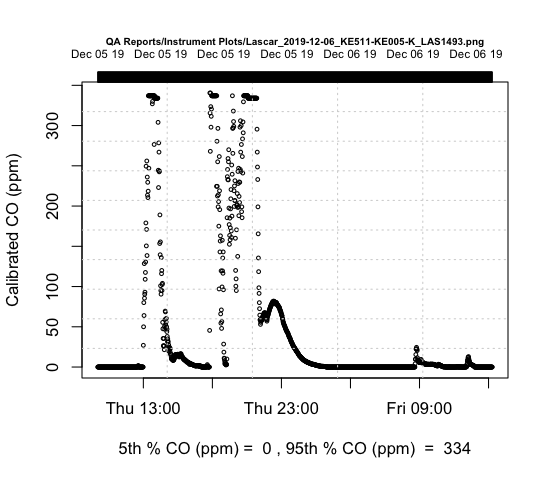 QA Reports/Instrument Plots/Lascar_2019-12-06_KE511-KE005-K_LAS1493.png
Dec 05 19 Dec 05 19 Dec 05 19 Dec 05 19 Dec 06 19 Dec 06 19 Dec 06 19
Calibrated CO (ppm)
300
200
100
50
0
Thu 13:00 Thu 23:00 Fri 09:00
5th % CO (ppm) = 0 , 95th % CO (ppm) = 334